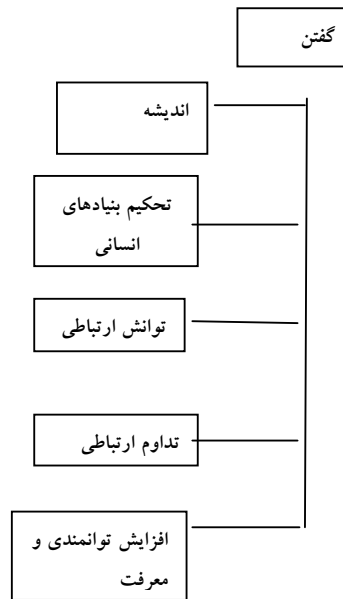 گفتن
اندیشه
تحکیم بنیادهای
انسانی
توانش ارتباطی
تداوم ارتباطی
افزایش توانمندی و
معرفت